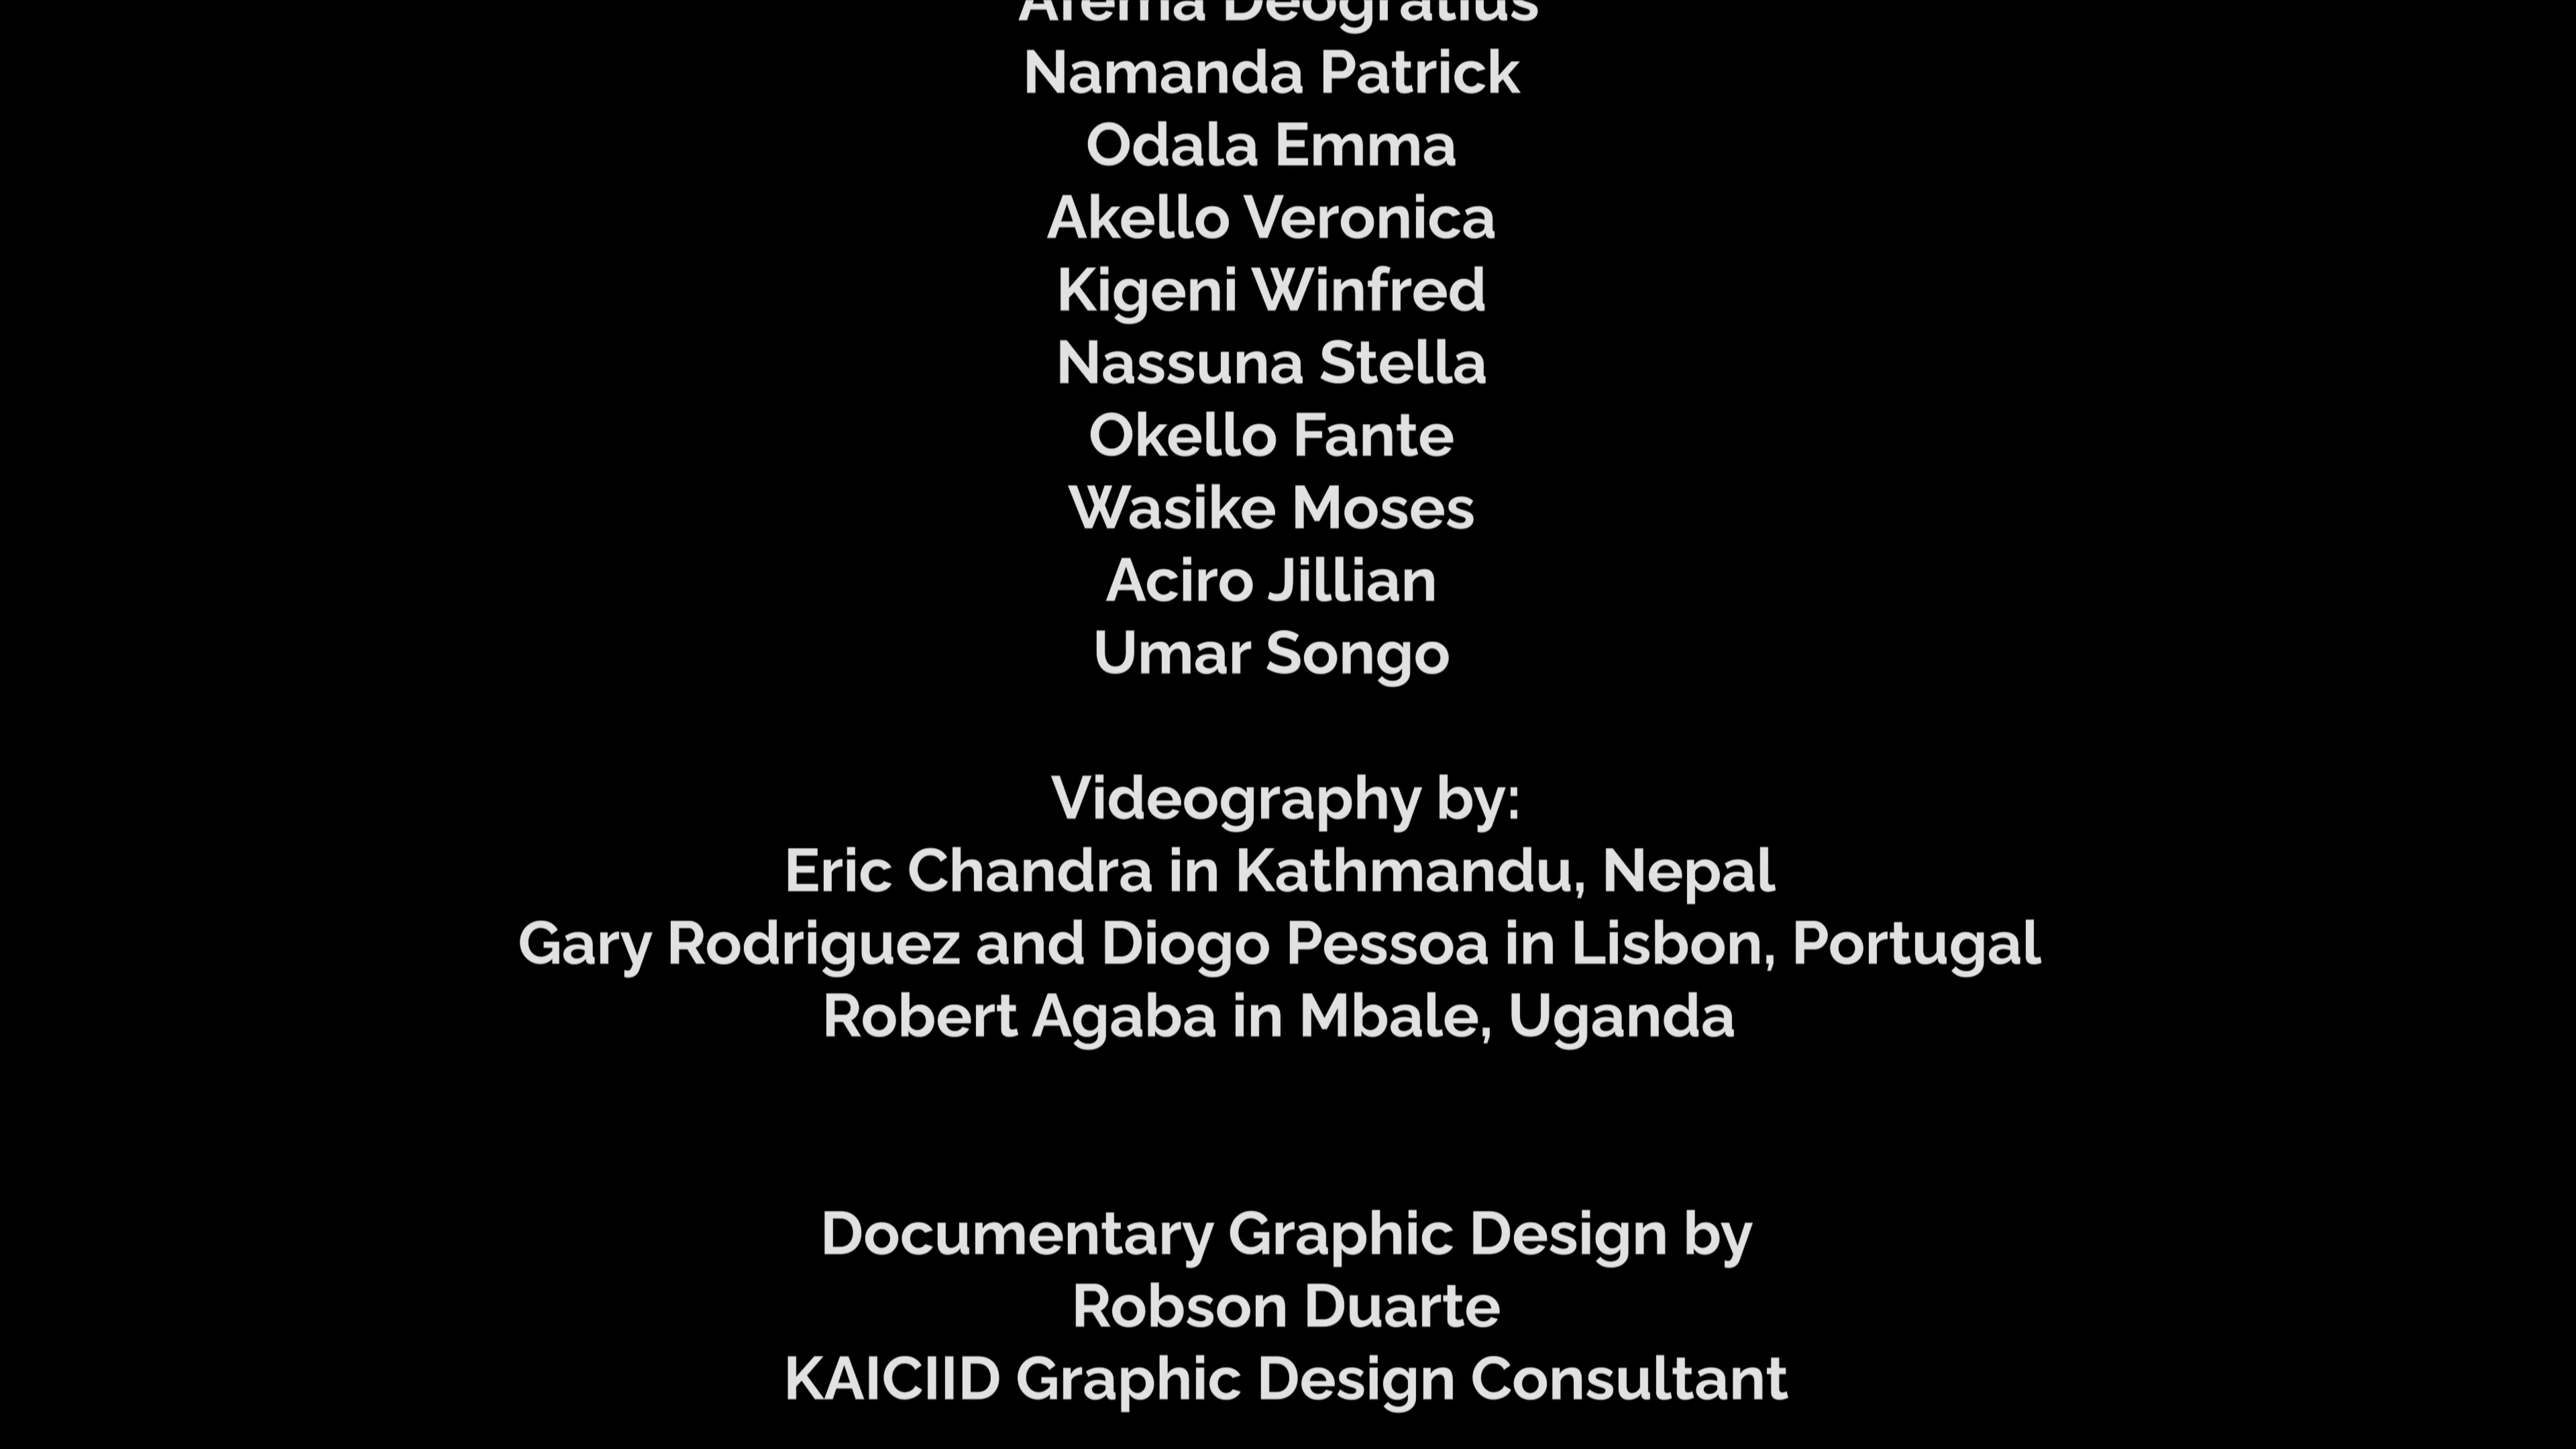 Deogratius
Namanda Patrick
Odala Emma
Akello Veronica
Kigeni Winfred
Nassuna Stella
Okello Fante
Wasike Moses
Aciro Jillian
Umar Songo
Videography by:
Eric Chandra in Kathmandu, Nepal
Gary Rodriguez and Diogo Pessoa in Lisbon, Portugal
Robert Agaba in Mbale, Uganda
Documentary Graphic Design by
Robson Duarte
KAICIID Graphic Design Consultant